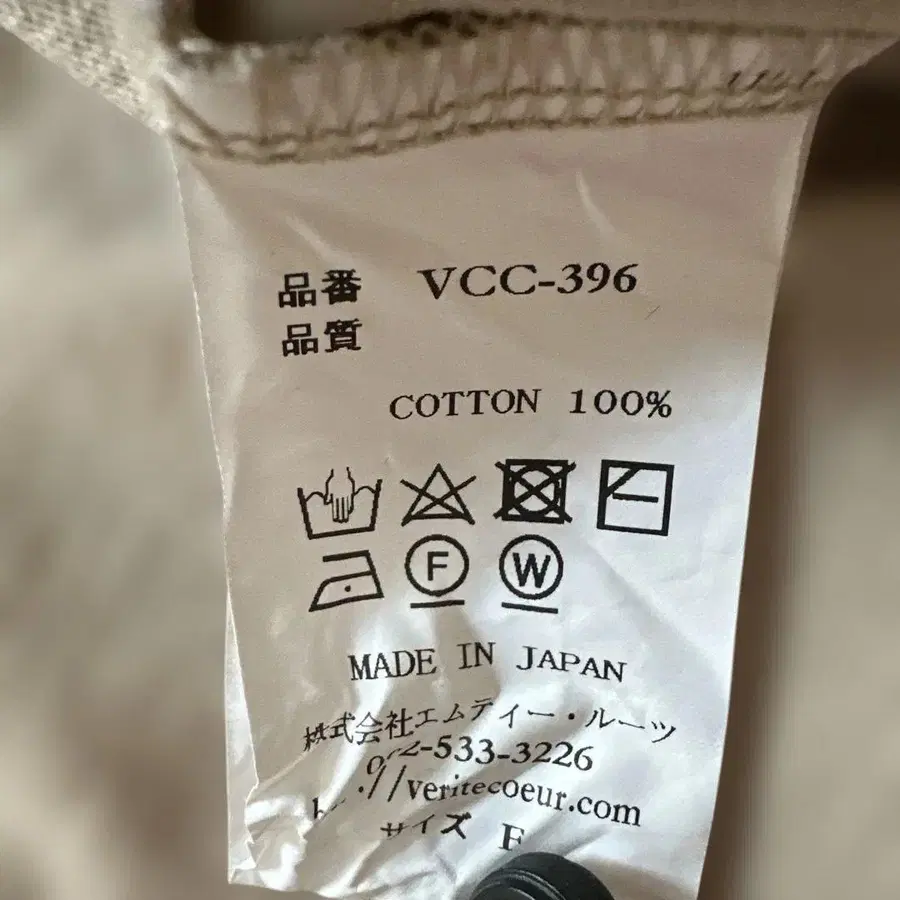 品番 VCC-396
品質
COTTON 100%
F W
MADE IN JAPAN
株式会社エムティー・ルーツ
-533-3226
//veritecoeur.com
サイズ F